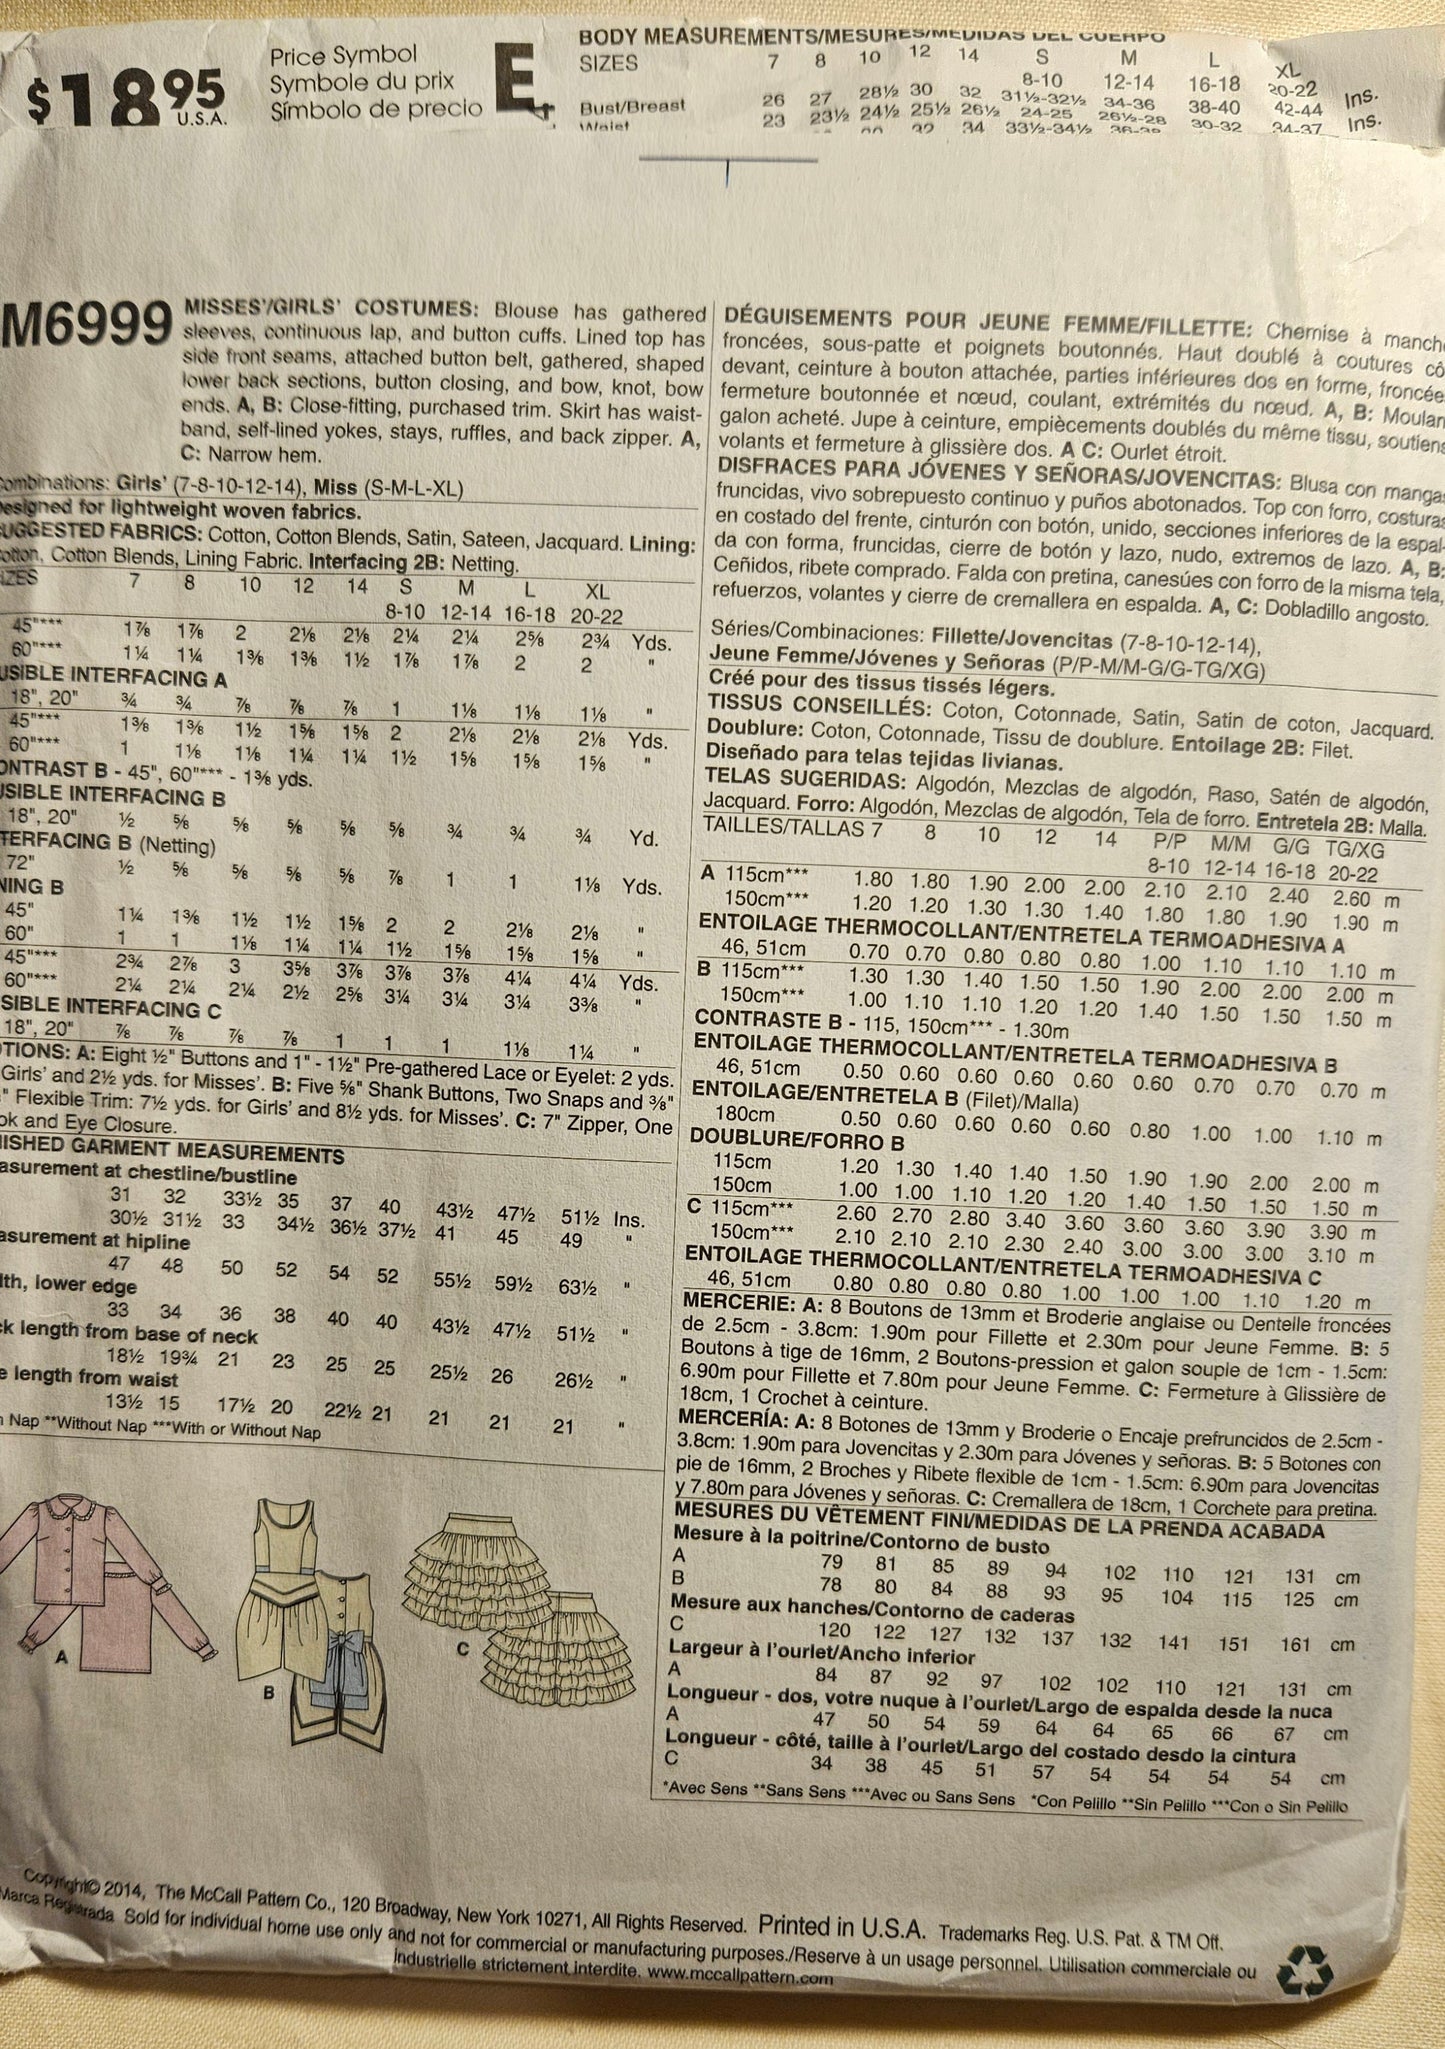 $18.95
U.S.A.
Price Symbol
Symbole du prix
Símbolo de precio
E
BODY MEASUREMENTS/MESURES/MEDIDAS DEL CUERPO
SIZES 7 8 10 12 14 S M L XL
8-10 12-14 16-18 20-22
Bust/Breast 26 27 28½ 30 32 31½-32½ 34-36 38-40 42-44 Ins.
Waist 23 23½ 24½ 25½ 26½ 24-25 26½-28 30-32 34-37 Ins.
32 34 33½-34½
M6999
MISSES'/GIRLS' COSTUMES: Blouse has gathered
sleeves, continuous lap, and button cuffs. Lined top has
side front seams, attached button belt, gathered, shaped
lower back sections, button closing, and bow, knot, bow
ends. A, B: Close-fitting, purchased trim. Skirt has waist-
band, self-lined yokes, stays, ruffles, and back zipper. A,
C: Narrow hem.
Combinations: Girls' (7-8-10-12-14), Miss (S-M-L-XL)
Designed for lightweight woven fabrics.
SUGGESTED FABRICS: Cotton, Cotton Blends, Satin, Sateen, Jacquard. Lining:
Cotton, Cotton Blends, Lining Fabric. Interfacing 2B: Netting.
SIZES 7 8 10 12 14 S M L XL
8-10 12-14 16-18 20-22
45"*** 1⅞ 1⅞ 2 2⅛ 2⅛ 2¼ 2¼ 2⅝ 2¾ Yds.
60"*** 1¼ 1¼ 1⅜ 1⅜ 1½ 1⅞ 1⅞ 2 2 "
USIBLE INTERFACING A
18", 20" ¾ ¾ ⅞ ⅞ ⅞ 1 1⅛ 1⅛ 1⅛ "
45"*** 1⅜ 1⅜ 1½ 1⅝ 1⅝ 2 2⅛ 2⅛ 2⅛ Yds.
60"*** 1 1⅛ 1⅛ 1¼ 1¼ 1½ 1⅝ 1⅝ 1⅝ "
ONTRAST B - 45", 60"*** - 1⅜ yds.
USIBLE INTERFACING B
18", 20" ½ ⅝ ⅝ ⅝ ⅝ ⅝ ¾ ¾ ¾ Yd.
TERFACING B (Netting)
72" ½ ⅝ ⅝ ⅝ ⅝ ⅞ 1 1 1⅛ Yds.
NING B
45" 1¼ 1⅜ 1½ 1½ 1⅝ 2 2 2⅛ 2⅛ "
60" 1 1 1⅛ 1¼ 1¼ 1½ 1⅝ 1⅝ 1⅝ "
45"*** 2¾ 2⅞ 3 3⅝ 3⅞ 3⅞ 3⅞ 4¼ 4¼ Yds.
60"*** 2¼ 2¼ 2¼ 2½ 2⅝ 3¼ 3¼ 3¼ 3⅜ "
SIBLE INTERFACING C
18", 20" ⅞ ⅞ ⅞ ⅞ 1 1 1 1⅛ 1¼ "
OTIONS: A: Eight ½" Buttons and 1" - 1½" Pre-gathered Lace or Eyelet: 2 yds.
Girls' and 2½ yds. for Misses'. B: Five ⅝" Shank Buttons, Two Snaps and ⅜"
" Flexible Trim: 7½ yds. for Girls' and 8½ yds. for Misses'. C: 7" Zipper, One
ok and Eye Closure.
NISHED GARMENT MEASUREMENTS
easurement at chestline/bustline
31 32 33½ 35 37 40 43½ 47½ 51½ Ins.
30½ 31½ 33 34½ 36½ 37½ 41 45 49 "
asurement at hipline
47 48 50 52 54 52 55½ 59½ 63½ "
dth, lower edge
33 34 36 38 40 40 43½ 47½ 51½ "
ck length from base of neck
18½ 19¾ 21 23 25 25 25½ 26 26½ "
e length from waist
13½ 15 17½ 20 22½ 21 21 21 21 "
h Nap **Without Nap ***With or Without Nap
A
B
C
DÉGUISEMENTS POUR JEUNE FEMME/FILLETTE: Chemise à manch
froncées, sous-patte et poignets boutonnés. Haut doublé à coutures cô
devant, ceinture à bouton attachée, parties inférieures dos en forme, froncée
fermeture boutonnée et nœud, coulant, extrémités du nœud. A, B: Moulan
galon acheté. Jupe à ceinture, empiècements doublés du même tissu, soutiens
volants et fermeture à glissière dos. A C: Ourlet étroit.
DISFRACES PARA JÓVENES Y SEÑORAS/JOVENCITAS: Blusa con mangas
fruncidas, vivo sobrepuesto continuo y puños abotonados. Top con forro, costuras
en costado del frente, cinturón con botón, unido, secciones inferiores de la espal-
da con forma, fruncidas, cierre de botón y lazo, nudo, extremos de lazo. A, B:
Ceñidos, ribete comprado. Falda con pretina, canesúes con forro de la misma tela,
refuerzos, volantes y cierre de cremallera en espalda. A, C: Dobladillo angosto.
Séries/Combinaciones: Fillette/Jovencitas (7-8-10-12-14),
Jeune Femme/Jóvenes y Señoras (P/P-M/M-G/G-TG/XG)
Créé pour des tissus tissés légers.
TISSUS CONSEILLÉS: Coton, Cotonnade, Satin, Satin de coton, Jacquard.
Doublure: Coton, Cotonnade, Tissu de doublure. Entoilage 2B: Filet.
Diseñado para telas tejidas livianas.
TELAS SUGERIDAS: Algodón, Mezclas de algodón, Raso, Satén de algodón,
Jacquard. Forro: Algodón, Mezclas de algodón, Tela de forro. Entretela 2B: Malla.
TAILLES/TALLAS 7 8 10 12 14 P/P M/M G/G TG/XG
8-10 12-14 16-18 20-22
A 115cm*** 1.80 1.80 1.90 2.00 2.00 2.10 2.10 2.40 2.60 m
150cm*** 1.20 1.20 1.30 1.30 1.40 1.80 1.80 1.90 1.90 m
ENTOILAGE THERMOCOLLANT/ENTRETELA TERMOADHESIVA A
46, 51cm 0.70 0.70 0.80 0.80 0.80 1.00 1.10 1.10 1.10 m
B 115cm*** 1.30 1.30 1.40 1.50 1.50 1.90 2.00 2.00 2.00 m
150cm*** 1.00 1.10 1.10 1.20 1.20 1.40 1.50 1.50 1.50 m
CONTRASTE B - 115, 150cm*** - 1.30m
ENTOILAGE THERMOCOLLANT/ENTRETELA TERMOADHESIVA B
46, 51cm 0.50 0.60 0.60 0.60 0.60 0.60 0.70 0.70 0.70 m
ENTOILAGE/ENTRETELA B (Filet)/Malla)
180cm 0.50 0.60 0.60 0.60 0.60 0.80 1.00 1.00 1.10 m
DOUBLURE/FORRO B
115cm 1.20 1.30 1.40 1.40 1.50 1.90 1.90 2.00 2.00 m
150cm 1.00 1.00 1.10 1.20 1.20 1.40 1.50 1.50 1.50 m
C 115cm*** 2.60 2.70 2.80 3.40 3.60 3.60 3.60 3.90 3.90 m
150cm*** 2.10 2.10 2.10 2.30 2.40 3.00 3.00 3.00 3.10 m
ENTOILAGE THERMOCOLLANT/ENTRETELA TERMOADHESIVA C
46, 51cm 0.80 0.80 0.80 0.80 1.00 1.00 1.00 1.10 1.20 m
MERCERIE: A: 8 Boutons de 13mm et Broderie anglaise ou Dentelle froncées
de 2.5cm - 3.8cm: 1.90m pour Fillette et 2.30m pour Jeune Femme. B: 5
Boutons à tige de 16mm, 2 Boutons-pression et galon souple de 1cm - 1.5cm:
6.90m pour Fillette et 7.80m pour Jeune Femme. C: Fermeture à Glissière de
18cm, 1 Crochet à ceinture.
MERCERÍA: A: 8 Botones de 13mm y Broderie o Encaje prefruncidos de 2.5cm -
3.8cm: 1.90m para Jovencitas y 2.30m para Jóvenes y señoras. B: 5 Botones con
pie de 16mm, 2 Broches y Ribete flexible de 1cm - 1.5cm: 6.90m para Jovencitas
y 7.80m para Jóvenes y señoras. C: Cremallera de 18cm, 1 Corchete para pretina.
MESURES DU VÊTEMENT FINI/MEDIDAS DE LA PRENDA ACABADA
Mesure à la poitrine/Contorno de busto
A 79 81 85 89 94 102 110 121 131 cm
B 78 80 84 88 93 95 104 115 125 cm
Mesure aux hanches/Contorno de caderas
C 120 122 127 132 137 132 141 151 161 cm
Largeur à l'ourlet/Ancho inferior
A 84 87 92 97 102 102 110 121 131 cm
Longueur - dos, votre nuque à l'ourlet/Largo de espalda desde la nuca
A 47 50 54 59 64 64 65 66 67 cm
Longueur - côté, taille à l'ourlet/Largo del costado desdo la cintura
C 34 38 45 51 57 54 54 54 54 cm
*Avec Sens **Sans Sens ***Avec ou Sans Sens *Con Pelillo **Sin Pelillo ***Con o Sin Pelillo
Copyright© 2014, The McCall Pattern Co., 120 Broadway, New York 10271, All Rights Reserved. Printed in U.S.A. Trademarks Reg. U.S. Pat. & TM Off.
Marca Registrada Sold for individual home use only and not for commercial or manufacturing purposes./Reserve à un usage personnel. Utilisation commerciale ou
industrielle strictement interdite. www.mccallpattern.com